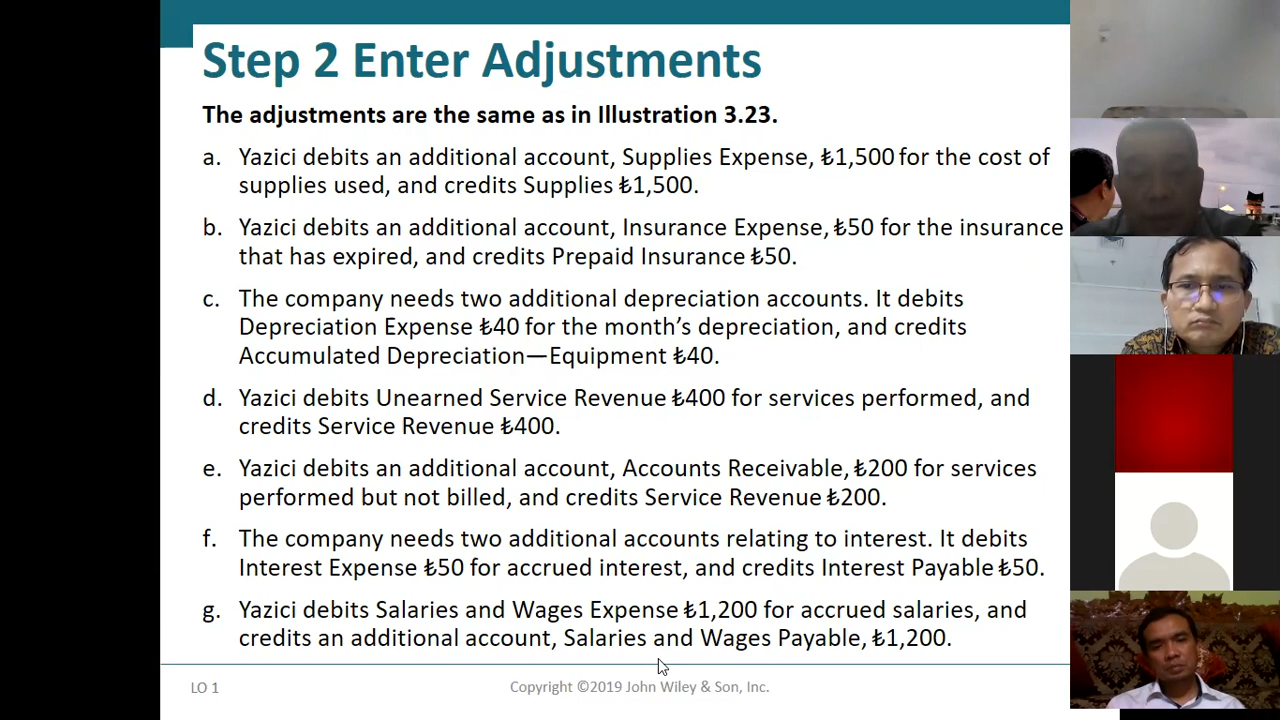 Step 2 Enter Adjustments
The adjustments are the same as in Illustration 3.23.
a. Yazici debits an additional account, Supplies Expense, ₺1,500 for the cost of
supplies used, and credits Supplies ₺1,500.
b. Yazici debits an additional account, Insurance Expense, ₺50 for the insurance
that has expired, and credits Prepaid Insurance ₺50.
c. The company needs two additional depreciation accounts. It debits
Depreciation Expense ₺40 for the month’s depreciation, and credits
Accumulated Depreciation—Equipment ₺40.
d. Yazici debits Unearned Service Revenue ₺400 for services performed, and
credits Service Revenue ₺400.
e. Yazici debits an additional account, Accounts Receivable, ₺200 for services
performed but not billed, and credits Service Revenue ₺200.
f. The company needs two additional accounts relating to interest. It debits
Interest Expense ₺50 for accrued interest, and credits Interest Payable ₺50.
g. Yazici debits Salaries and Wages Expense ₺1,200 for accrued salaries, and
credits an additional account, Salaries and Wages Payable, ₺1,200.
LO 1
Copyright ©2019 John Wiley & Son, Inc.